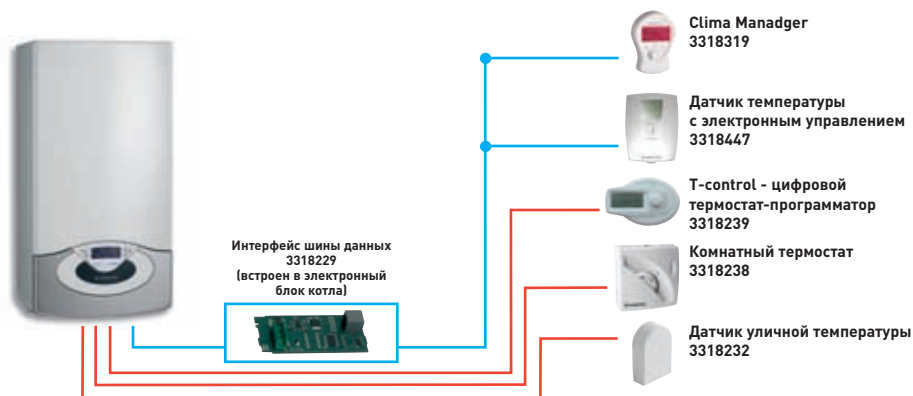 Clima Manadger
3318319
Датчик температуры
с электронным управлением
3318447
T-control - цифровой
термостат-программатор
3318239
Интерфейс шины данных
3318229
(встроен в электронный
блок котла)
Комнатный термостат
3318238
Датчик уличной температуры
3318232